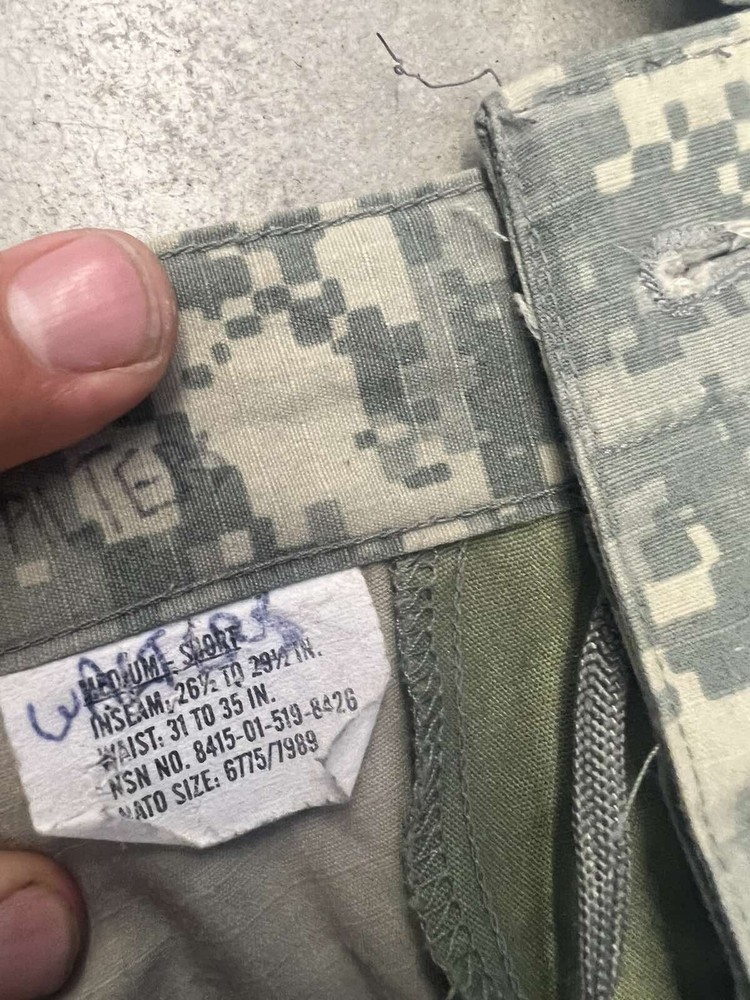 MEDIUM - SHORT
INSEAM: 26½ TO 29½ IN.
WAIST: 31 TO 35 IN.
NSN NO. 8415-01-519-8426
NATO SIZE: 6775/7989